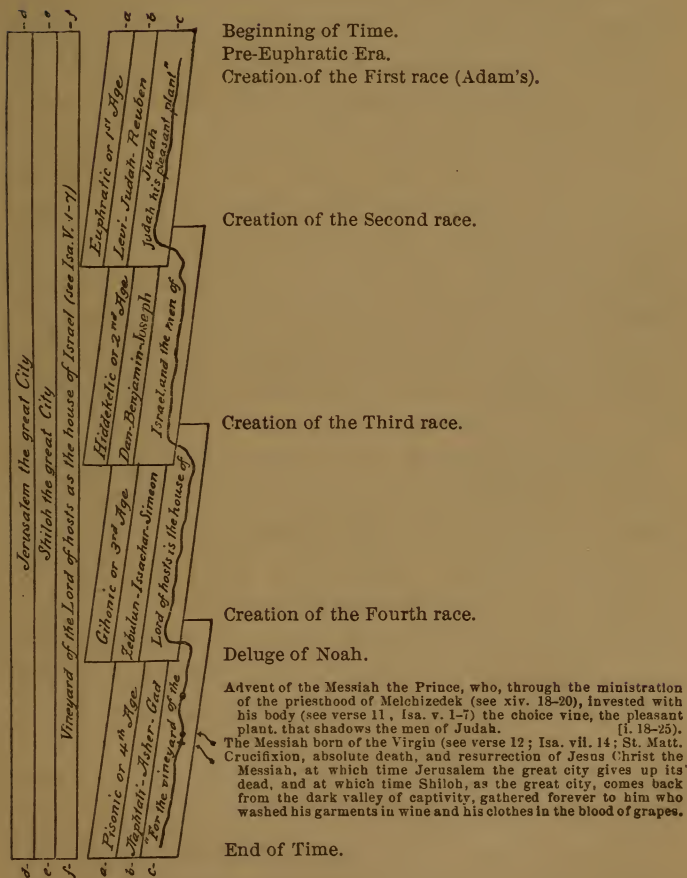 Beginning of Time.
Pre-Euphratic Era.
Creation of the First race (Adam's).
Creation of the Second race.
Creation of the Third race.
Creation of the Fourth race.
Deluge of Noah.
Advent of the Messiah the Prince, who, through the ministration
of the priesthood of Melchizedek (see xiv. 18-20), invested with
his body (see verse 11, Isa. v. 1-7) the choice vine, the pleasant
plant, that shadows the men of Judah. [i. 18-25).
The Messiah born of the Virgin (see verse 12; Isa. vii. 14; St. Matt.
Crucifixion, absolute death, and resurrection of Jesus Christ the
Messiah, at which time Jerusalem the great city gives up its
dead, and at which time Shiloh, as the great city, comes back
from the dark valley of captivity, gathered forever to him who
washed his garments in wine and his clothes in the blood of grapes.
End of Time.
d- Jerusalem the great City -d
e- Shiloh the great City -e
f- Vineyard of the Lord of hosts as the house of Israel (see Isa. V. 1-7) -f
a- Pisonic or 4th Age
Gihonic or 3rd Age
Hiddekelic or 2nd Age
Euphratic or 1st Age -a
b- Naphtali-Asher-Gad
Zebulun-Issachar-Simeon
Dan-Benjamin-Joseph
Levi-Judah-Reuben -b
c- "For the vineyard of the
Lord of hosts is the house of
Israel, and the men of
Judah
Judah his pleasant plant" -c